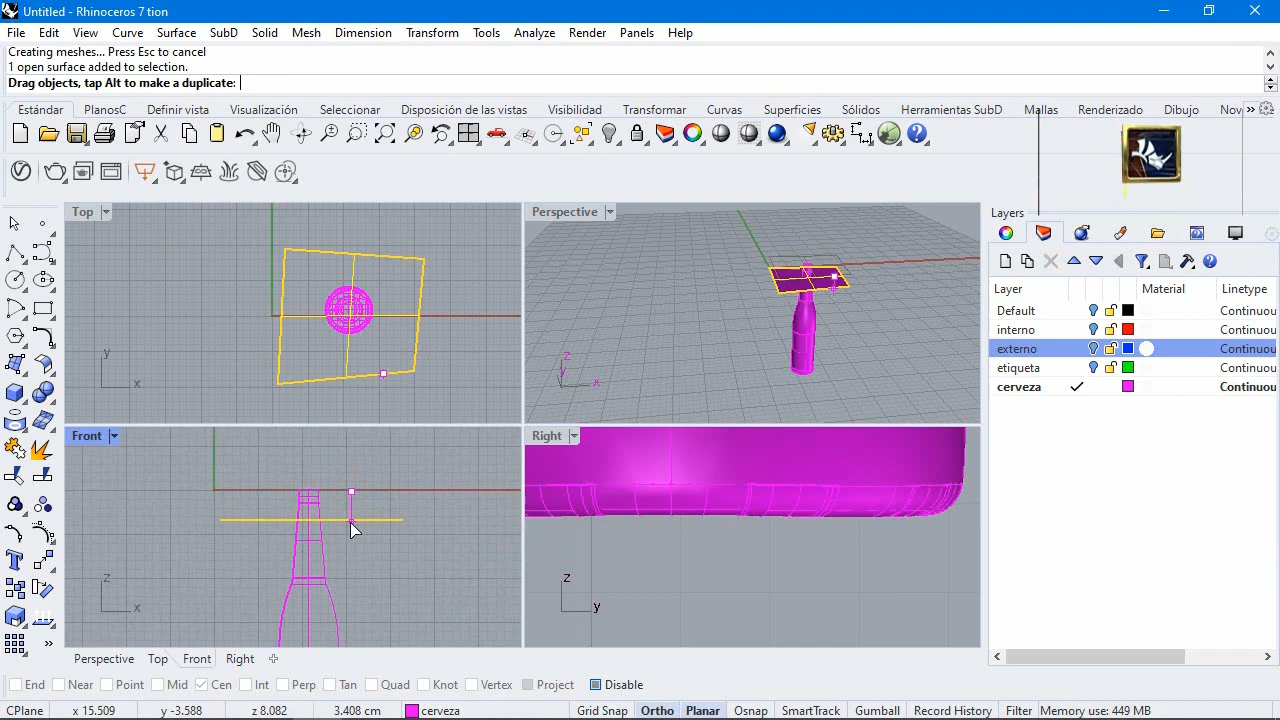 Untitled - Rhinoceros 7 tion
File Edit View Curve Surface SubD Solid Mesh Dimension Transform Tools Analyze Render Panels Help
Creating meshes... Press Esc to cancel
1 open surface added to selection.
Drag objects, tap Alt to make a duplicate:
Estándar PlanosC Definir vista Visualización Seleccionar Disposición de las vistas Visibilidad Transformar Curvas Superficies Sólidos Herramientas SubD Mallas Renderizado Dibujo Nov
Top
Perspective
Layers
Layer Material Linetype
Default Continuou
interno Continuou
externo Continuou
etiqueta Continuou
cerveza Continuou
y
x
z
y
x
Front
Right
z
x
z
y
Perspective Top Front Right
End Near Point Mid Cen Int Perp Tan Quad Knot Vertex Project Disable
CPlane x 15.509 y -3.588 z 8.082 3.408 cm cerveza Grid Snap Ortho Planar Osnap SmartTrack Gumball Record History Filter Memory use: 449 MB